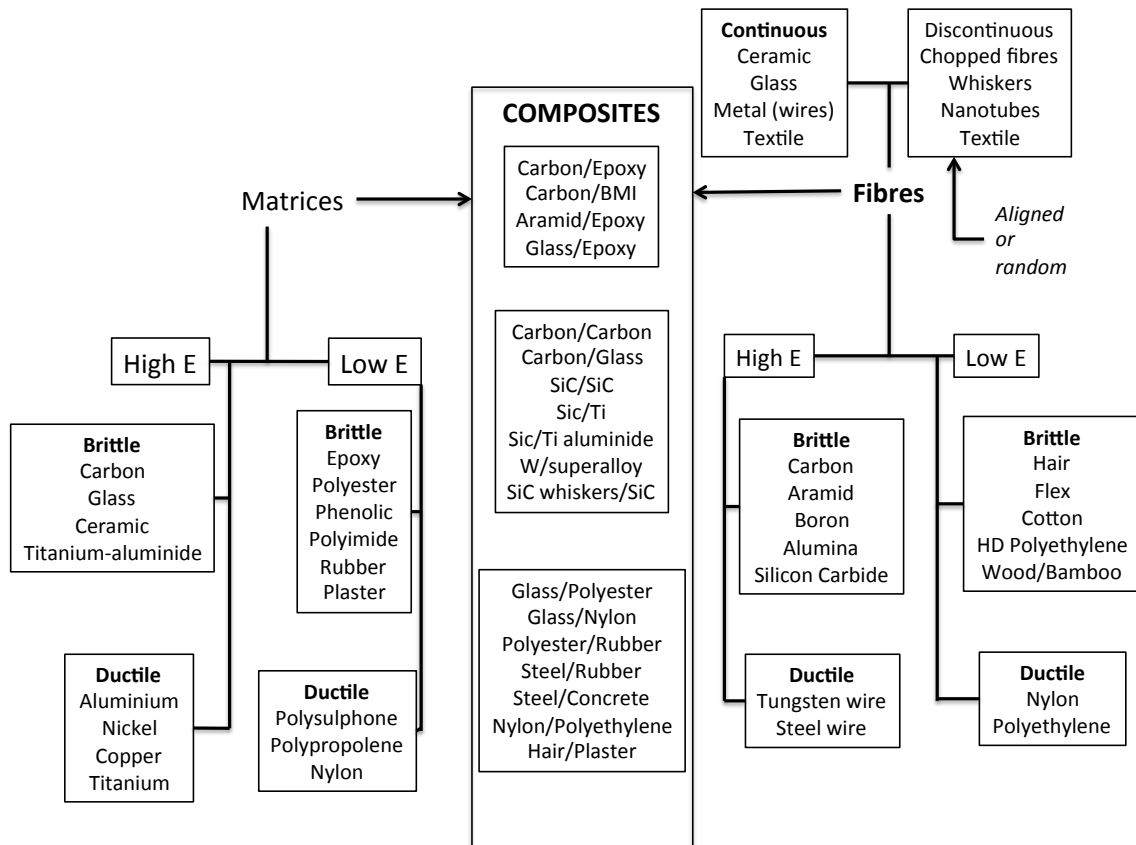 Continuous
Ceramic
Glass
Metal (wires)
Textile
Discontinuous
Chopped fibres
Whiskers
Nanotubes
Textile
COMPOSITES
Carbon/Epoxy
Carbon/BMI
Aramid/Epoxy
Glass/Epoxy
Matrices
Fibres
Aligned
or
random
Carbon/Carbon
Carbon/Glass
SiC/SiC
Sic/Ti
Sic/Ti aluminide
W/superalloy
SiC whiskers/SiC
High E
Low E
High E
Low E
Brittle
Carbon
Glass
Ceramic
Titanium-aluminide
Brittle
Epoxy
Polyester
Phenolic
Polyimide
Rubber
Plaster
Brittle
Carbon
Aramid
Boron
Alumina
Silicon Carbide
Brittle
Hair
Flex
Cotton
HD Polyethylene
Wood/Bamboo
Glass/Polyester
Glass/Nylon
Polyester/Rubber
Steel/Rubber
Steel/Concrete
Nylon/Polyethylene
Hair/Plaster
Ductile
Aluminium
Nickel
Copper
Titanium
Ductile
Polysulphone
Polypropolene
Nylon
Ductile
Tungsten wire
Steel wire
Ductile
Nylon
Polyethylene